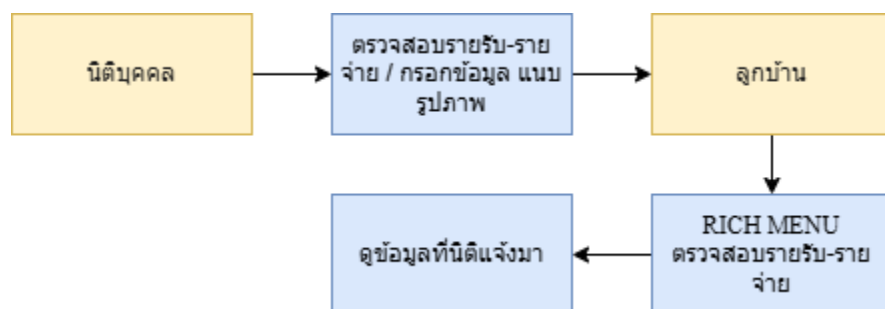 นิติบุคคล
ตรวจสอบรายรับ-ราย
จ่าย / กรอกข้อมูล แนบ
รูปภาพ
ลูกบ้าน
RICH MENU
ตรวจสอบรายรับ-ราย
จ่าย
ดูข้อมูลที่นิติแจ้งมา